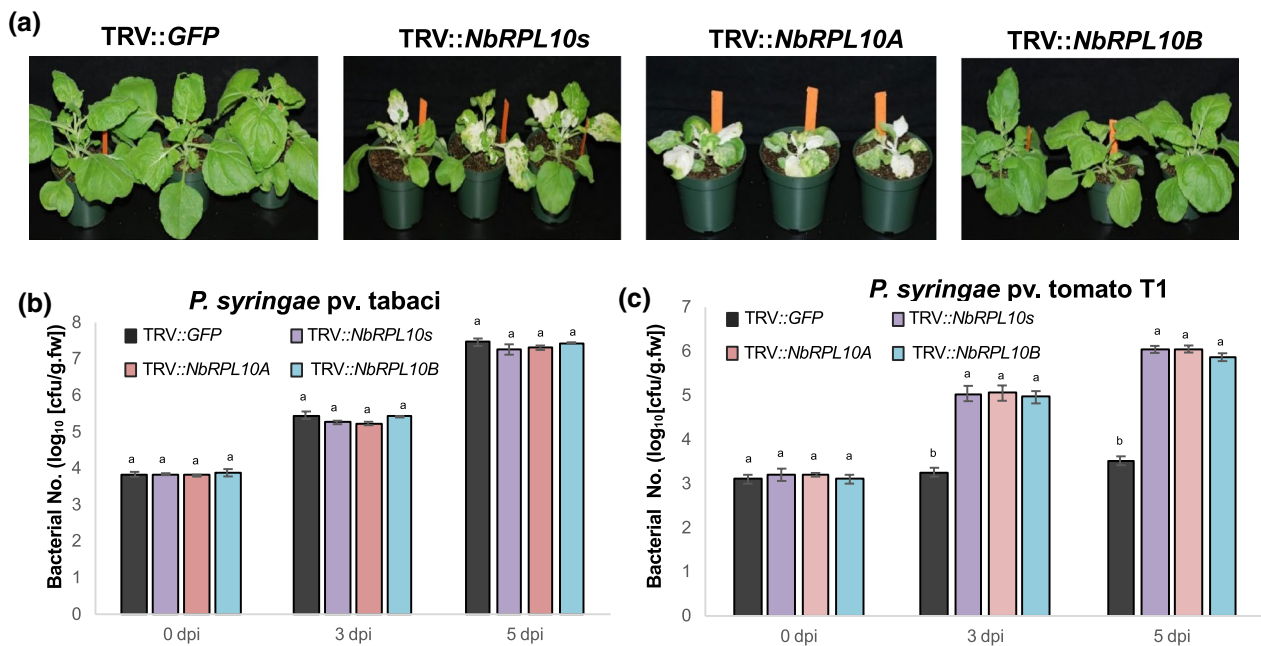 (a)
TRV::GFP
TRV::NbRPL10s
TRV::NbRPL10A
TRV::NbRPL10B
(b)
P. syringae pv. tabaci
Bacterial No. (log₁₀ [cfu/g.fw])
8
7
6
5
4
3
2
1
0
TRV::GFP
TRV::NbRPL10s
TRV::NbRPL10A
TRV::NbRPL10B
a a a a
a a a a
a a a a
0 dpi
3 dpi
5 dpi
(c)
P. syringae pv. tomato T1
Bacterial No. (log₁₀[cfu/g.fw])
7
6
5
4
3
2
1
0
TRV::GFP
TRV::NbRPL10s
TRV::NbRPL10A
TRV::NbRPL10B
a a a a
b a a a
b a a a
0 dpi
3 dpi
5 dpi